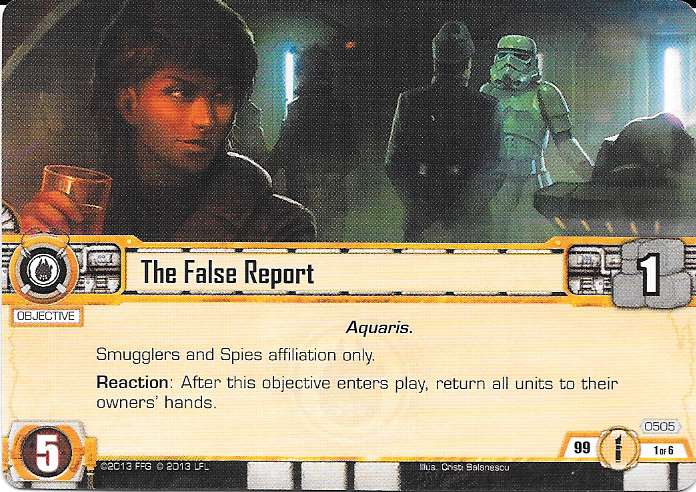 The False Report
1
OBJECTIVE
Aquaris.
Smugglers and Spies affiliation only.
Reaction: After this objective enters play, return all units to their
owners' hands.
5
©2013 FFG © 2013 LFL
Illus. Cristi Balanescu
99
0505
1 OF 6